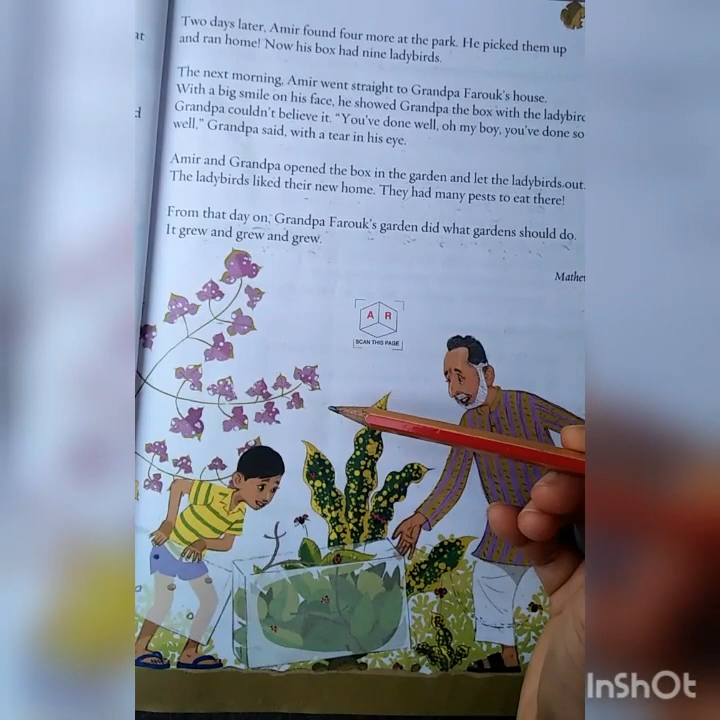 at
Two days later, Amir found four more at the park. He picked them up
and ran home! Now his box had nine ladybirds.
The next morning, Amir went straight to Grandpa Farouk's house.
With a big smile on his face, he showed Grandpa the box with the ladybird
Grandpa couldn't believe it. "You've done well, oh my boy, you've done so
well," Grandpa said, with a tear in his eye.
Amir and Grandpa opened the box in the garden and let the ladybirds out.
The ladybirds liked their new home. They had many pests to eat there!
From that day on, Grandpa Farouk's garden did what gardens should do.
It grew and grew and grew.
A R
SCAN THIS PAGE
InShOt